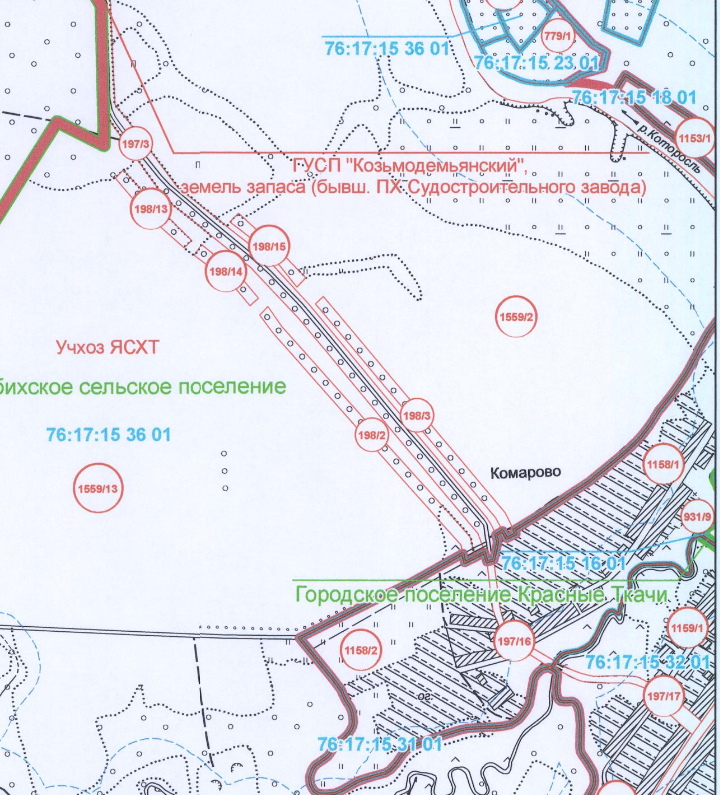 779/1
76:17:15 36 01
76:17:15 23 01
76:17:15 18 01
р.Которосль
1153/1
197/3
ГУСП "Козьмодемьянский",
земель запаса (бывш. ПХ Судостроительного завода)
198/13
198/15
198/14
1559/2
Учхоз ЯСХТ
бихское сельское поселение
198/3
76:17:15 36 01
198/2
Комарово
1158/1
1559/13
931/9
76:17:15 16 01
Городское поселение Красные Ткачи
197/16
1159/1
1158/2
76:17:15 32 01
ог.
197/17
76:17:15 31 01